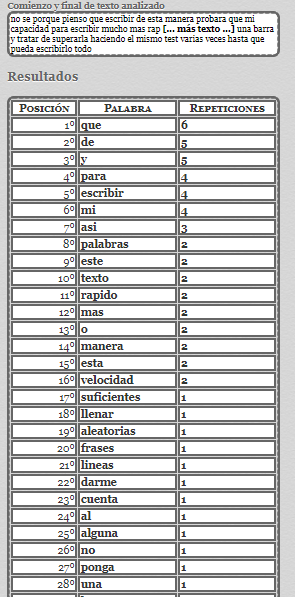 Comienzo y final de texto analizado
no se porque pienso que escribir de esta manera probara que mi
capacidad para escribir mucho mas rap [... más texto ...] una barra
y tratar de superarla haciendo el mismo test varias veces hasta que
pueda escribirlo todo
Resultados
Posición Palabra Repeticiones
1º que 6
2º de 5
3º y 5
4º para 4
5º escribir 4
6º mi 4
7º asi 3
8º palabras 2
9º este 2
10º texto 2
11º rapido 2
12º mas 2
13º o 2
14º manera 2
15º esta 2
16º velocidad 2
17º suficientes 1
18º llenar 1
19º aleatorias 1
20º frases 1
21º lineas 1
22º darme 1
23º cuenta 1
24º al 1
25º alguna 1
26º no 1
27º ponga 1
28º una 1